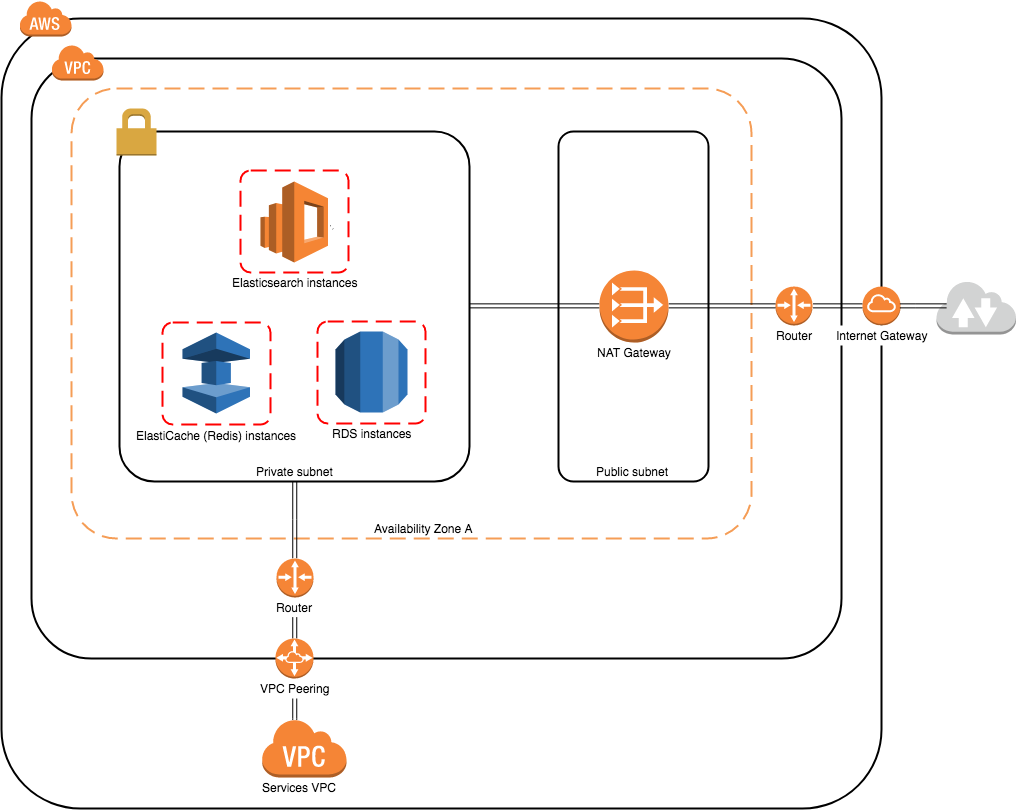 AWS
VPC
Elasticsearch instances
NAT Gateway
Router
Internet Gateway
ElastiCache (Redis) instances
RDS instances
Private subnet
Public subnet
Availability Zone A
Router
VPC Peering
VPC
Services VPC